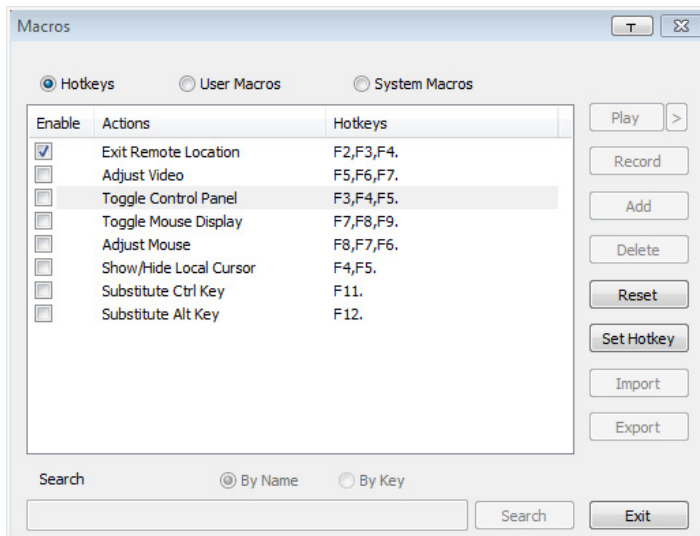 Macros
T
Hotkeys User Macros System Macros
Enable Actions Hotkeys
Exit Remote Location F2,F3,F4.
Adjust Video F5,F6,F7.
Toggle Control Panel F3,F4,F5.
Toggle Mouse Display F7,F8,F9.
Adjust Mouse F8,F7,F6.
Show/Hide Local Cursor F4,F5.
Substitute Ctrl Key F11.
Substitute Alt Key F12.
Play >
Record
Add
Delete
Reset
Set Hotkey
Import
Export
Search By Name By Key
Search Exit